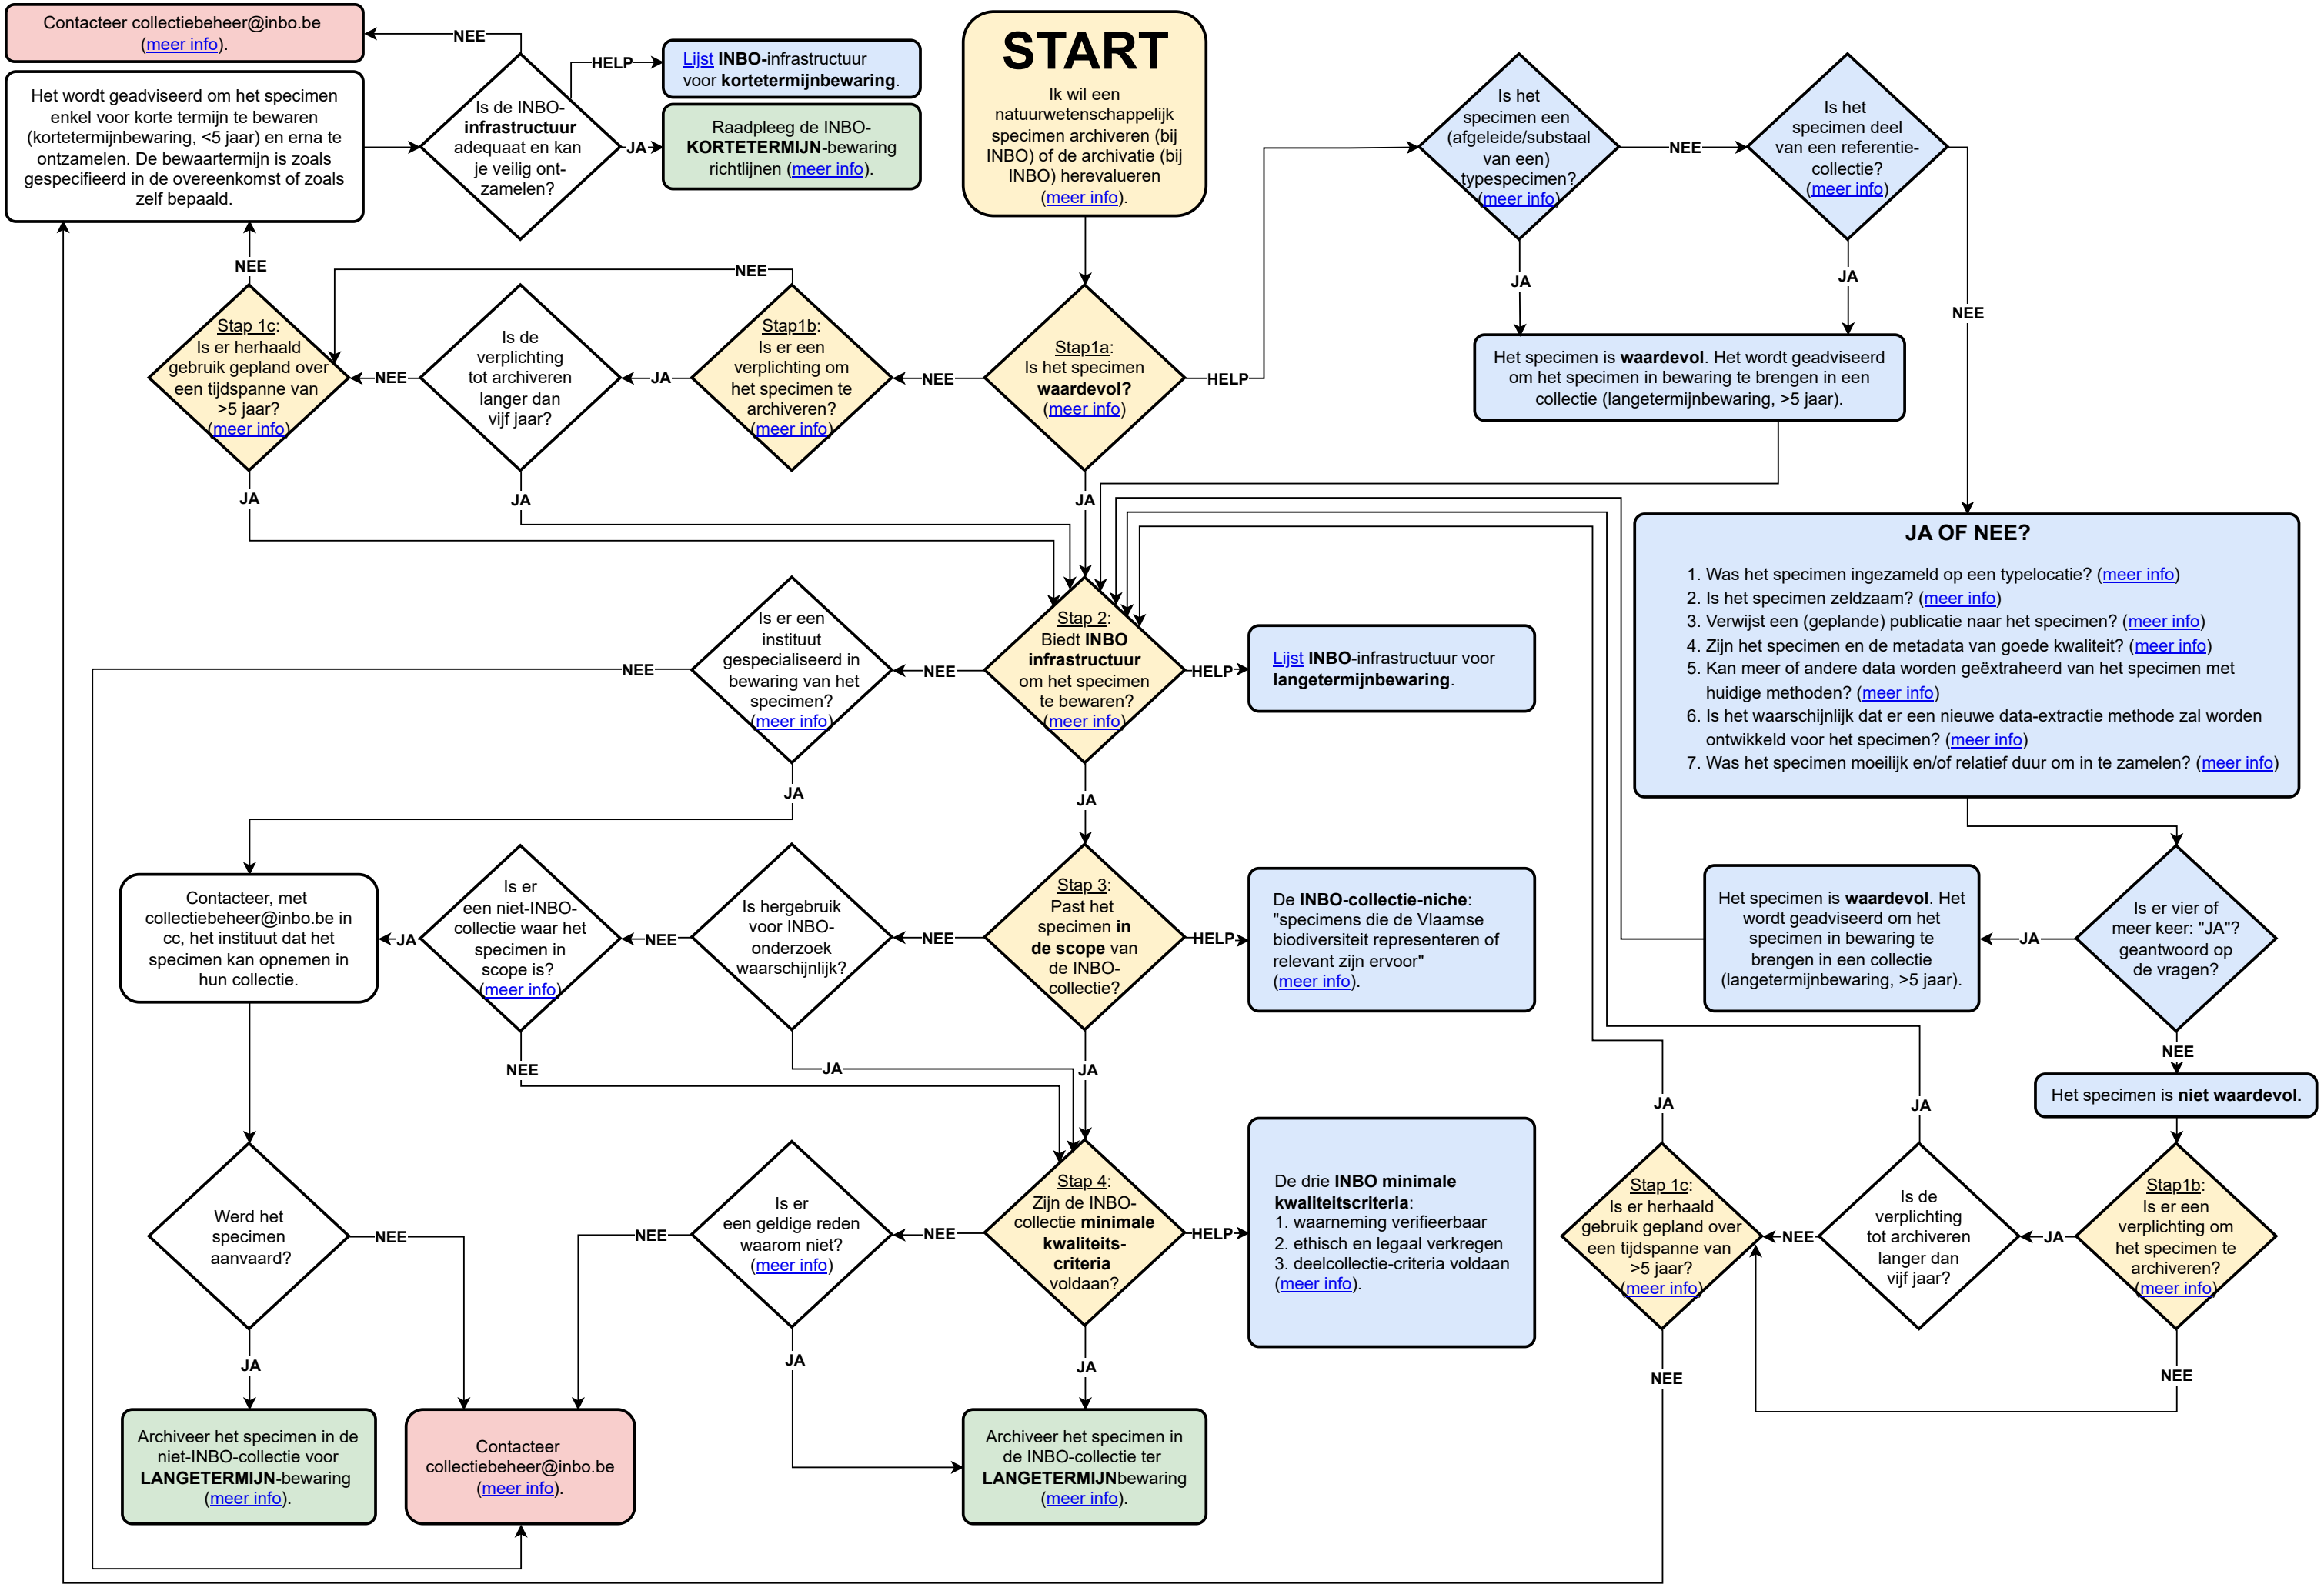 Contacteer collectiebeheer@inbo.be
(meer info).
Het wordt geadviseerd om het specimen
enkel voor korte termijn te bewaren
(kortetermijnbewaring, <5 jaar) en erna te
ontzamelen. De bewaartermijn is zoals
gespecifieerd in de overeenkomst of zoals
zelf bepaald.
NEE
Is de INBO-
infrastructuur
adequaat en kan
je veilig ont-
zamelen?
HELP
Lijst INBO-infrastructuur
voor kortetermijnbewaring.
JA
Raadpleeg de INBO-
KORTETERMIJN-bewaring
richtlijnen (meer info).
START
Ik wil een
natuurwetenschappelijk
specimen archiveren (bij
INBO) of de archivatie (bij
INBO) herevalueren
(meer info).
Is het
specimen een
(afgeleide/substaal
van een)
typespecimen?
(meer info)
NEE
Is het
specimen deel
van een referentie-
collectie?
(meer info)
JA
JA
NEE
Het specimen is waardevol. Het wordt geadviseerd
om het specimen in bewaring te brengen in een
collectie (langetermijnbewaring, >5 jaar).
NEE
NEE
Stap 1c:
Is er herhaald
gebruik gepland over
een tijdspanne van
>5 jaar?
(meer info)
NEE
Is de
verplichting
tot archiveren
langer dan
vijf jaar?
JA
Stap1b:
Is er een
verplichting om
het specimen te
archiveren?
(meer info)
NEE
Stap1a:
Is het specimen
waardevol?
(meer info)
HELP
JA
JA
JA
JA OF NEE?
1. Was het specimen ingezameld op een typelocatie? (meer info)
2. Is het specimen zeldzaam? (meer info)
3. Verwijst een (geplande) publicatie naar het specimen? (meer info)
4. Zijn het specimen en de metadata van goede kwaliteit? (meer info)
5. Kan meer of andere data worden geëxtraheerd van het specimen met
huidige methoden? (meer info)
6. Is het waarschijnlijk dat er een nieuwe data-extractie methode zal worden
ontwikkeld voor het specimen? (meer info)
7. Was het specimen moeilijk en/of relatief duur om in te zamelen? (meer info)
NEE
Is er een
instituut
gespecialiseerd in
bewaring van het
specimen?
(meer info)
NEE
Stap 2:
Biedt INBO
infrastructuur
om het specimen
te bewaren?
(meer info)
HELP
Lijst INBO-infrastructuur voor
langetermijnbewaring.
JA
JA
Contacteer, met
collectiebeheer@inbo.be in
cc, het instituut dat het
specimen kan opnemen in
hun collectie.
JA
Is er
een niet-INBO-
collectie waar het
specimen in
scope is?
(meer info)
NEE
Is hergebruik
voor INBO-
onderzoek
waarschijnlijk?
NEE
Stap 3:
Past het
specimen in
de scope van
de INBO-
collectie?
HELP
De INBO-collectie-niche:
"specimens die de Vlaamse
biodiversiteit representeren of
relevant zijn ervoor"
(meer info).
Het specimen is waardevol. Het
wordt geadviseerd om het
specimen in bewaring te
brengen in een collectie
(langetermijnbewaring, >5 jaar).
JA
Is er vier of
meer keer: "JA"?
geantwoord op
de vragen?
NEE
Het specimen is niet waardevol.
NEE
JA
JA
Werd het
specimen
aanvaard?
NEE
NEE
Is er
een geldige reden
waarom niet?
(meer info)
NEE
Stap 4:
Zijn de INBO-
collectie minimale
kwaliteits-
criteria
voldaan?
HELP
De drie INBO minimale
kwaliteitscriteria:
1. waarneming verifieerbaar
2. ethisch en legaal verkregen
3. deelcollectie-criteria voldaan
(meer info).
JA
JA
Stap 1c:
Is er herhaald
gebruik gepland over
een tijdspanne van
>5 jaar?
(meer info)
NEE
Is de
verplichting
tot archiveren
langer dan
vijf jaar?
JA
Stap1b:
Is er een
verplichting om
het specimen te
archiveren?
(meer info)
JA
JA
JA
NEE
NEE
Archiveer het specimen in de
niet-INBO-collectie voor
LANGETERMIJN-bewaring
(meer info).
Contacteer
collectiebeheer@inbo.be
(meer info).
Archiveer het specimen in
de INBO-collectie ter
LANGETERMIJNbewaring
(meer info).